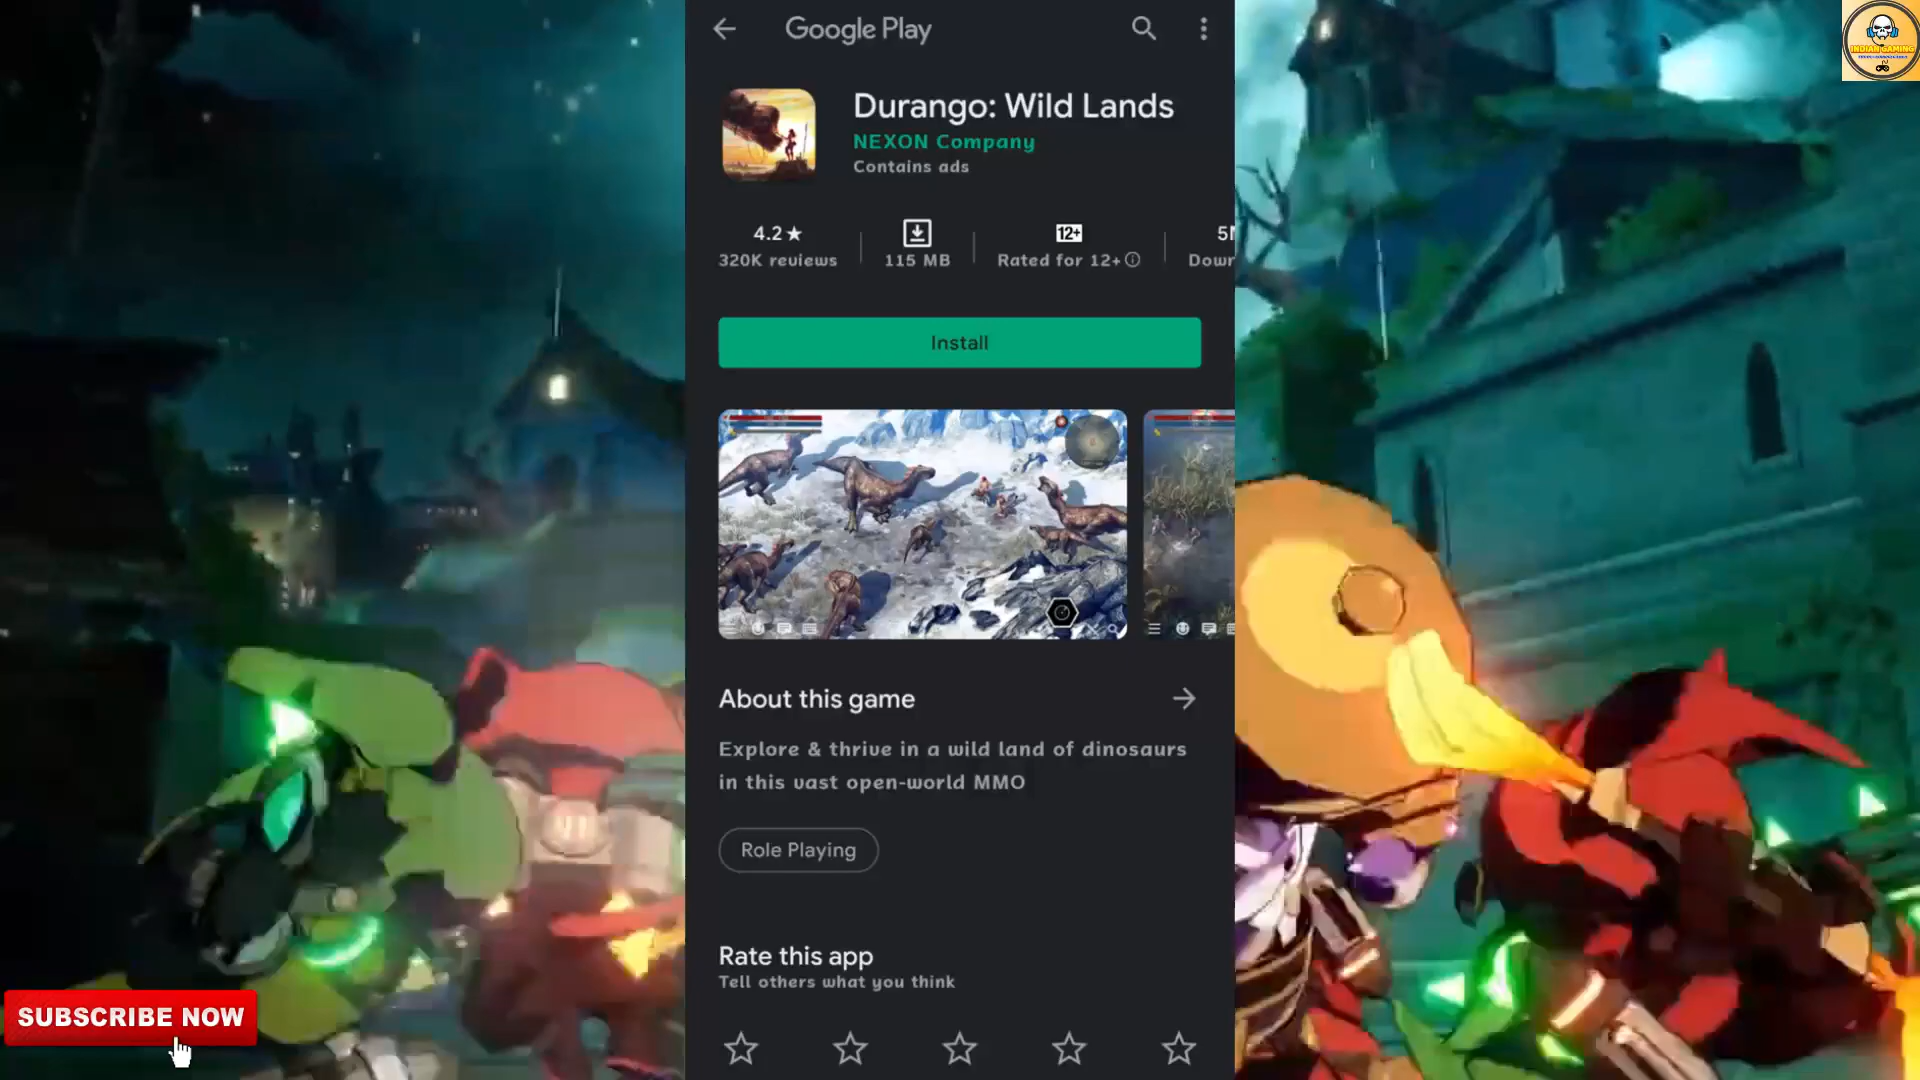 Google Play
INDIAN GAMING
Durango: Wild Lands
NEXON Company
Contains ads
4.2★
12+
320K reviews
115 MB
Rated for 12+
Install
About this game
Explore & thrive in a wild land of dinosaurs
in this vast open-world MMO
Role Playing
Rate this app
Tell others what you think
SUBSCRIBE NOW